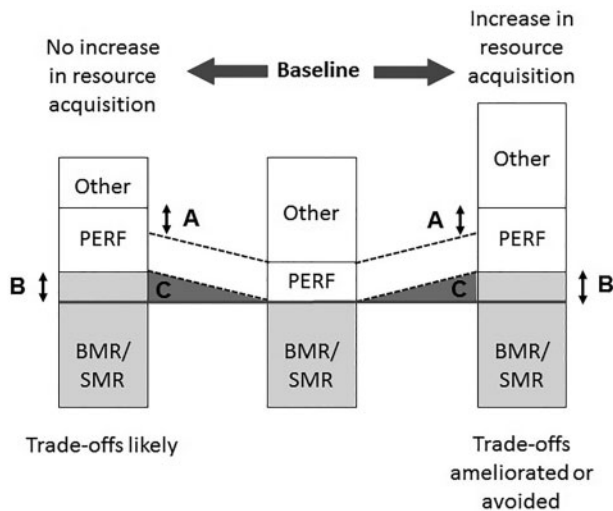 No increase
in resource
acquisition
Baseline
Increase in
resource
acquisition
Other
PERF
A
B
C
BMR/
SMR
Other
PERF
BMR/
SMR
Other
A
PERF
C
B
BMR/
SMR
Trade-offs likely
Trade-offs
ameliorated or
avoided